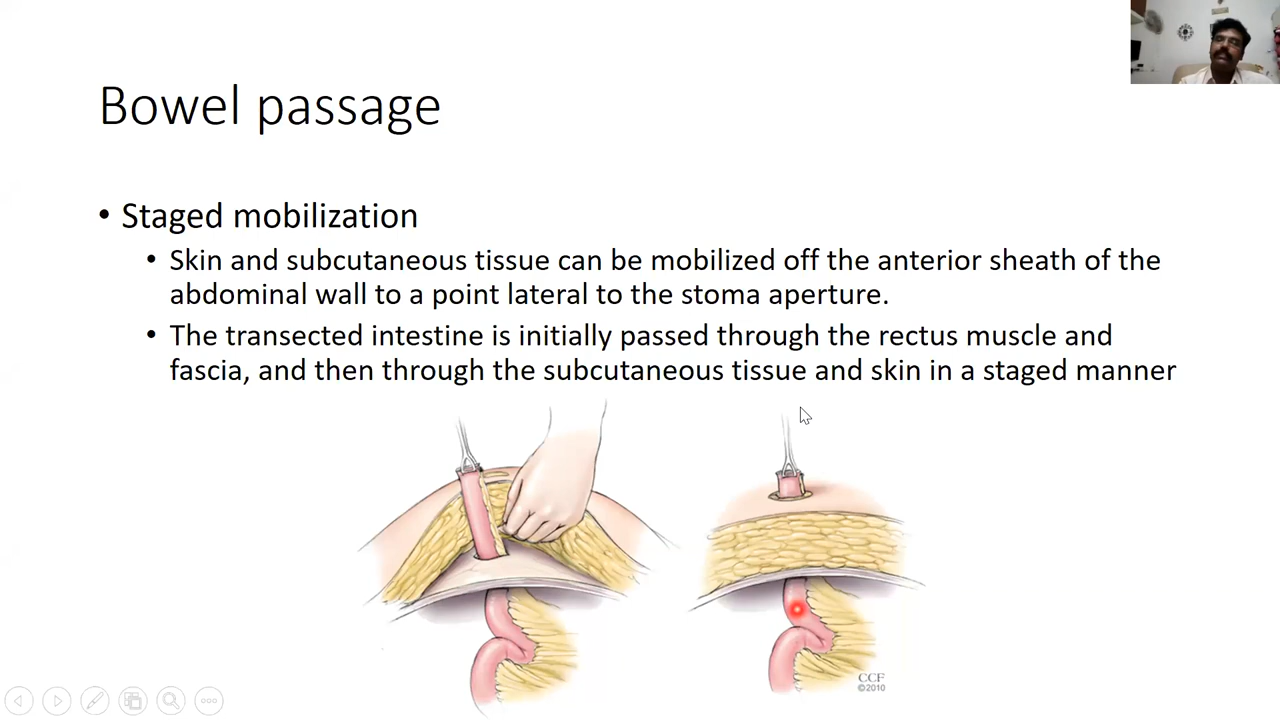 Bowel passage
• Staged mobilization
• Skin and subcutaneous tissue can be mobilized off the anterior sheath of the
abdominal wall to a point lateral to the stoma aperture.
• The transected intestine is initially passed through the rectus muscle and
fascia, and then through the subcutaneous tissue and skin in a staged manner
CCF
©2010